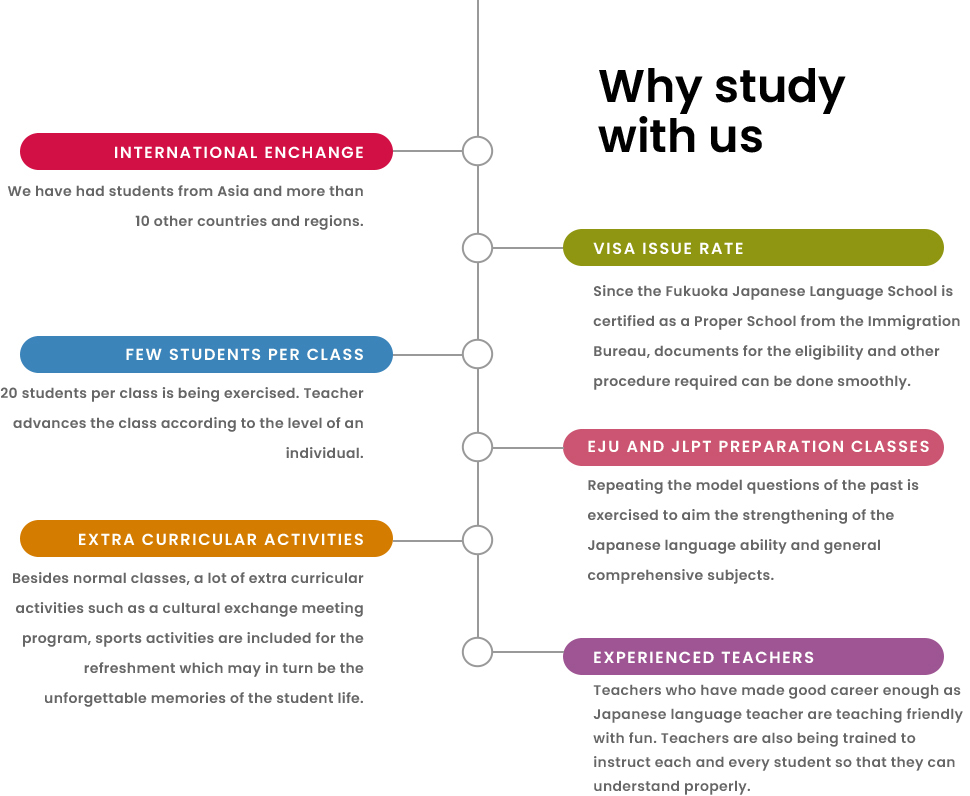 Why study
with us
INTERNATIONAL ENCHANGE
We have had students from Asia and more than
10 other countries and regions.
VISA ISSUE RATE
Since the Fukuoka Japanese Language School is
certified as a Proper School from the Immigration
Bureau, documents for the eligibility and other
procedure required can be done smoothly.
FEW STUDENTS PER CLASS
20 students per class is being exercised. Teacher
advances the class according to the level of an
individual.
EJU AND JLPT PREPARATION CLASSES
Repeating the model questions of the past is
exercised to aim the strengthening of the
Japanese language ability and general
comprehensive subjects.
EXTRA CURRICULAR ACTIVITIES
Besides normal classes, a lot of extra curricular
activities such as a cultural exchange meeting
program, sports activities are included for the
refreshment which may in turn be the
unforgettable memories of the student life.
EXPERIENCED TEACHERS
Teachers who have made good career enough as
Japanese language teacher are teaching friendly
with fun. Teachers are also being trained to
instruct each and every student so that they can
understand properly.